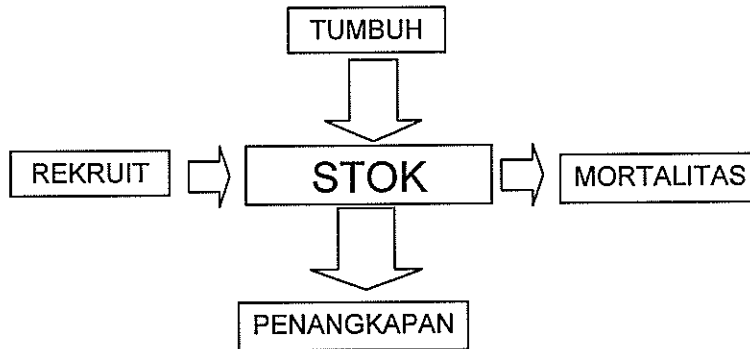 TUMBUH
REKRUIT
STOK
MORTALITAS
PENANGKAPAN